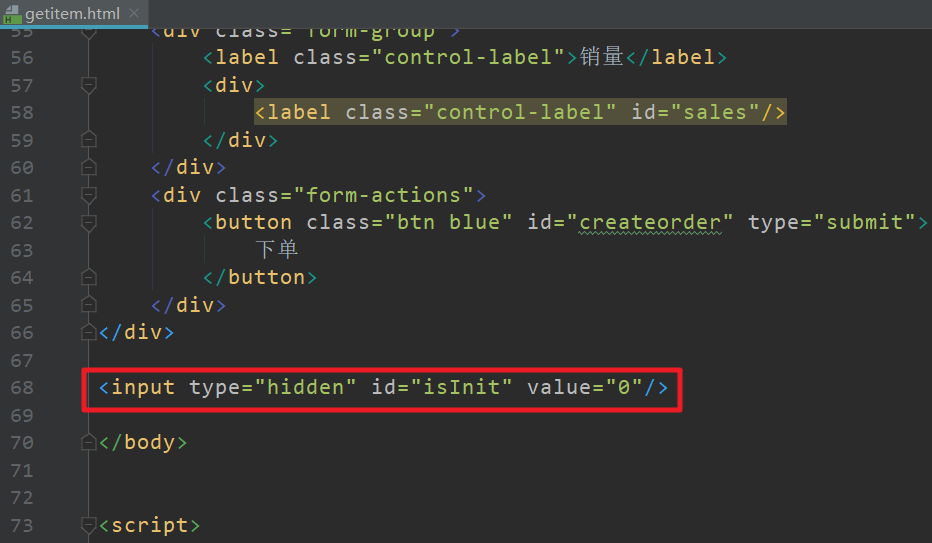 getitem.html
55 <div class="form-group">
56 <label class="control-label">销量</label>
57 <div>
58 <label class="control-label" id="sales"/>
59 </div>
60 </div>
61 <div class="form-actions">
62 <button class="btn blue" id="createorder" type="submit">
63 下单
64 </button>
65 </div>
66 </div>
67
68 <input type="hidden" id="isInit" value="0"/>
69
70 </body>
71
72
73 <script>